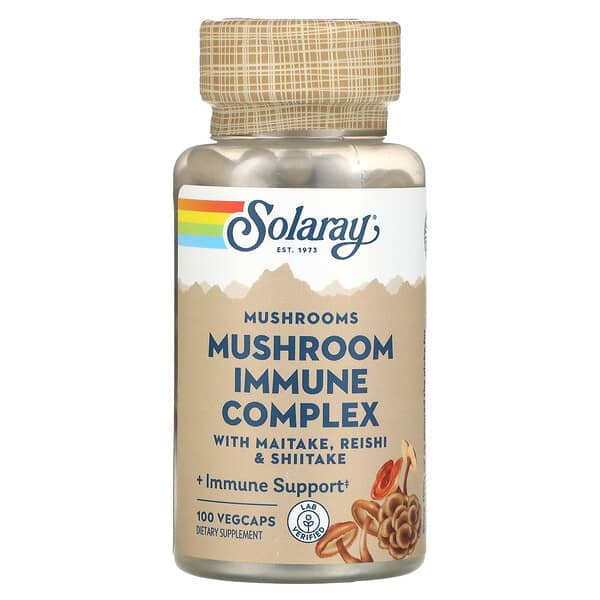 Solaray®
EST. 1973
MUSHROOMS
MUSHROOM
IMMUNE
COMPLEX
WITH MAITAKE, REISHI
& SHIITAKE
+ Immune Support‡
100 VEGCAPS
DIETARY SUPPLEMENT
LAB
VERIFIED